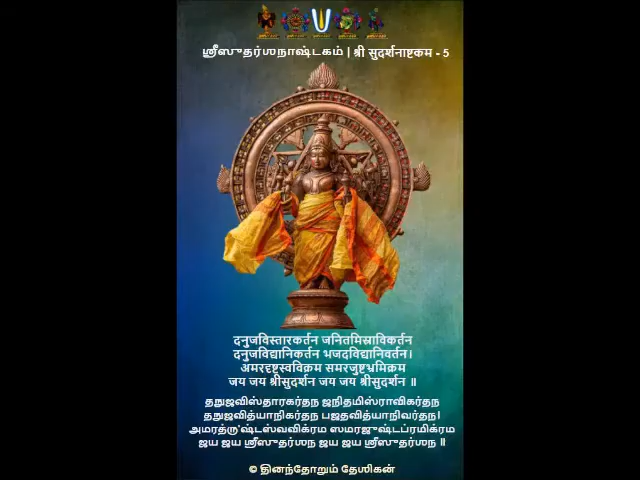 ஸ்ரீஸுதர்ஶநாஷ்டகம் | श्री सुदर्शनाष्टकम - 5
दनुजविस्तारकर्तन जनितमिस्राविकर्तन
दनुजविद्यानिकर्तन भजदविद्यानिवर्तन।
अमरदृष्टस्वविक्रम समरजुष्टभ्रमिक्रम
जय जय श्रीसुदर्शन जय जय श्रीसुदर्शन ॥
தநுஜவிஸ்தாரகர்தந ஜநிதமிஸ்ராவிகர்தந
தநுஜவித்யாநிகர்தந பஜதவித்யாநிவர்தந।
அமரத்ருʼஷ்டஸ்வவிக்ரம ஸமரஜுஷ்டப்ரமிக்ரம
ஜய ஜய ஸ்ரீஸுதர்ஶந ஜய ஜய ஸ்ரீஸுதர்ஶந ॥
© தினந்தோறும் தேஶிகன்